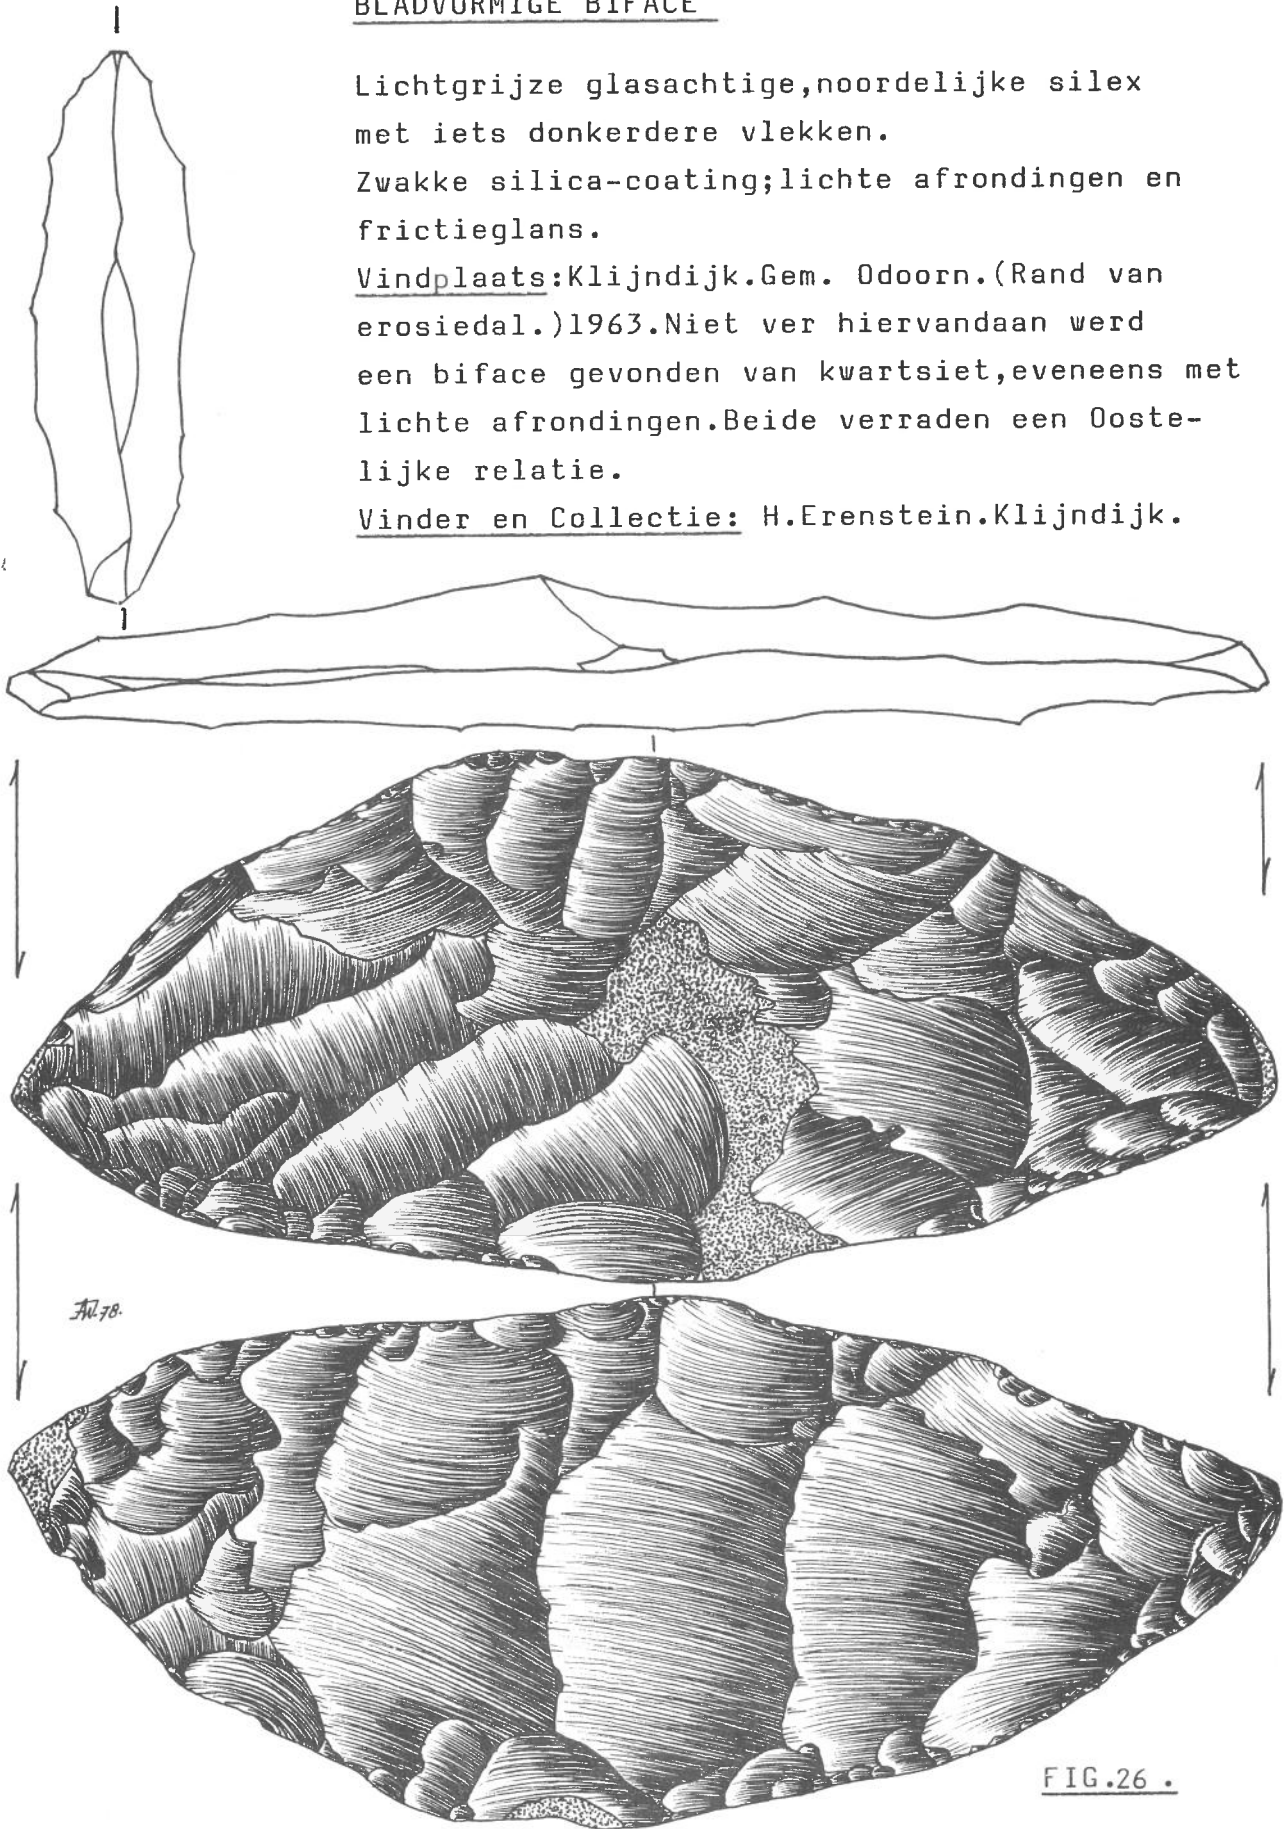 BLADVORMIGE BIFACE
Lichtgrijze glasachtige,noordelijke silex
met iets donkerdere vlekken.
Zwakke silica-coating;lichte afrondingen en
frictieglans.
Vindplaats:Klijndijk.Gem. Odoorn.(Rand van
erosiedal.)1963.Niet ver hiervandaan werd
een biface gevonden van kwartsiet,eveneens met
lichte afrondingen.Beide verraden een Ooste-
lijke relatie.
Vinder en Collectie: H.Erenstein.Klijndijk.
FIG.26 .